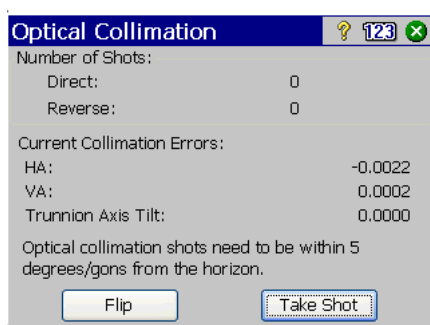 Optical Collimation ? 123
Number of Shots:
Direct: 0
Reverse: 0
Current Collimation Errors:
HA: -0.0022
VA: 0.0002
Trunnion Axis Tilt: 0.0000
Optical collimation shots need to be within 5
degrees/gons from the horizon.
Flip Take Shot